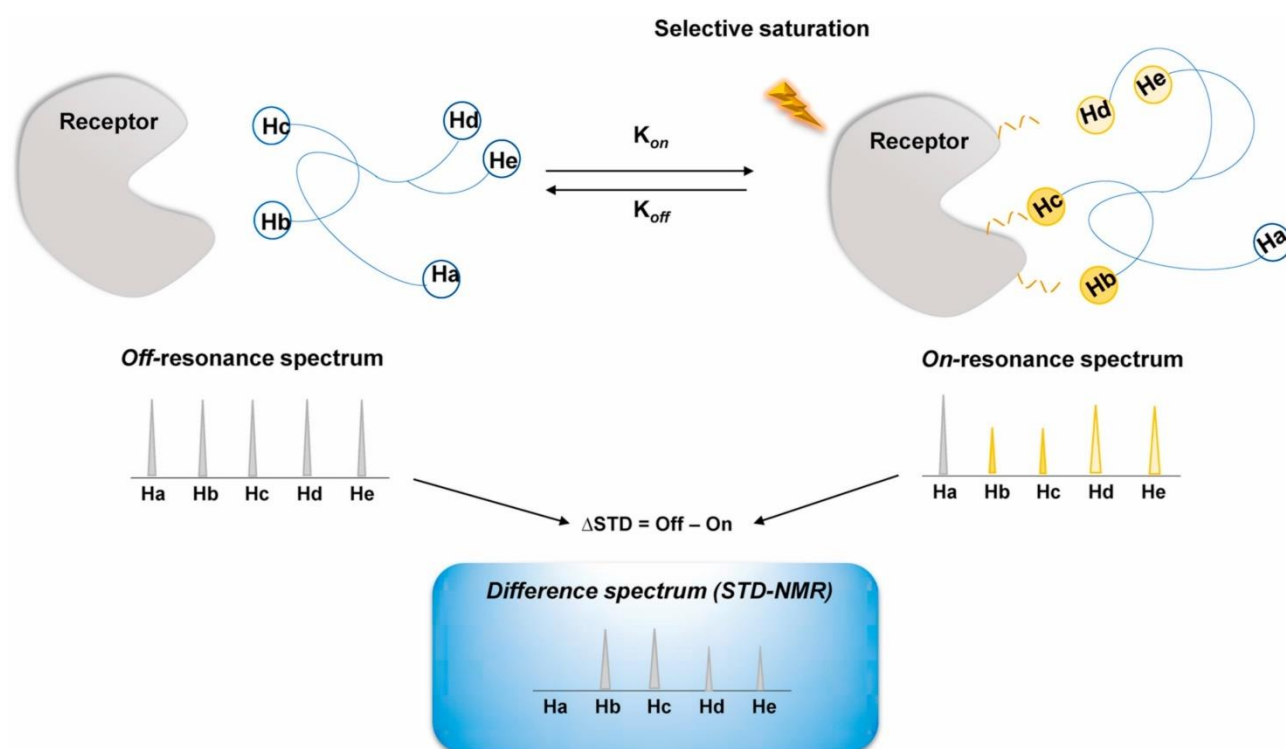 Selective saturation
Receptor
Hc
Hd
He
Hb
Ha
Kon
Koff
Receptor
Hd
He
Hc
Hb
Ha
Off-resonance spectrum
Ha Hb Hc Hd He
On-resonance spectrum
Ha Hb Hc Hd He
∆STD = Off – On
Difference spectrum (STD-NMR)
Ha Hb Hc Hd He